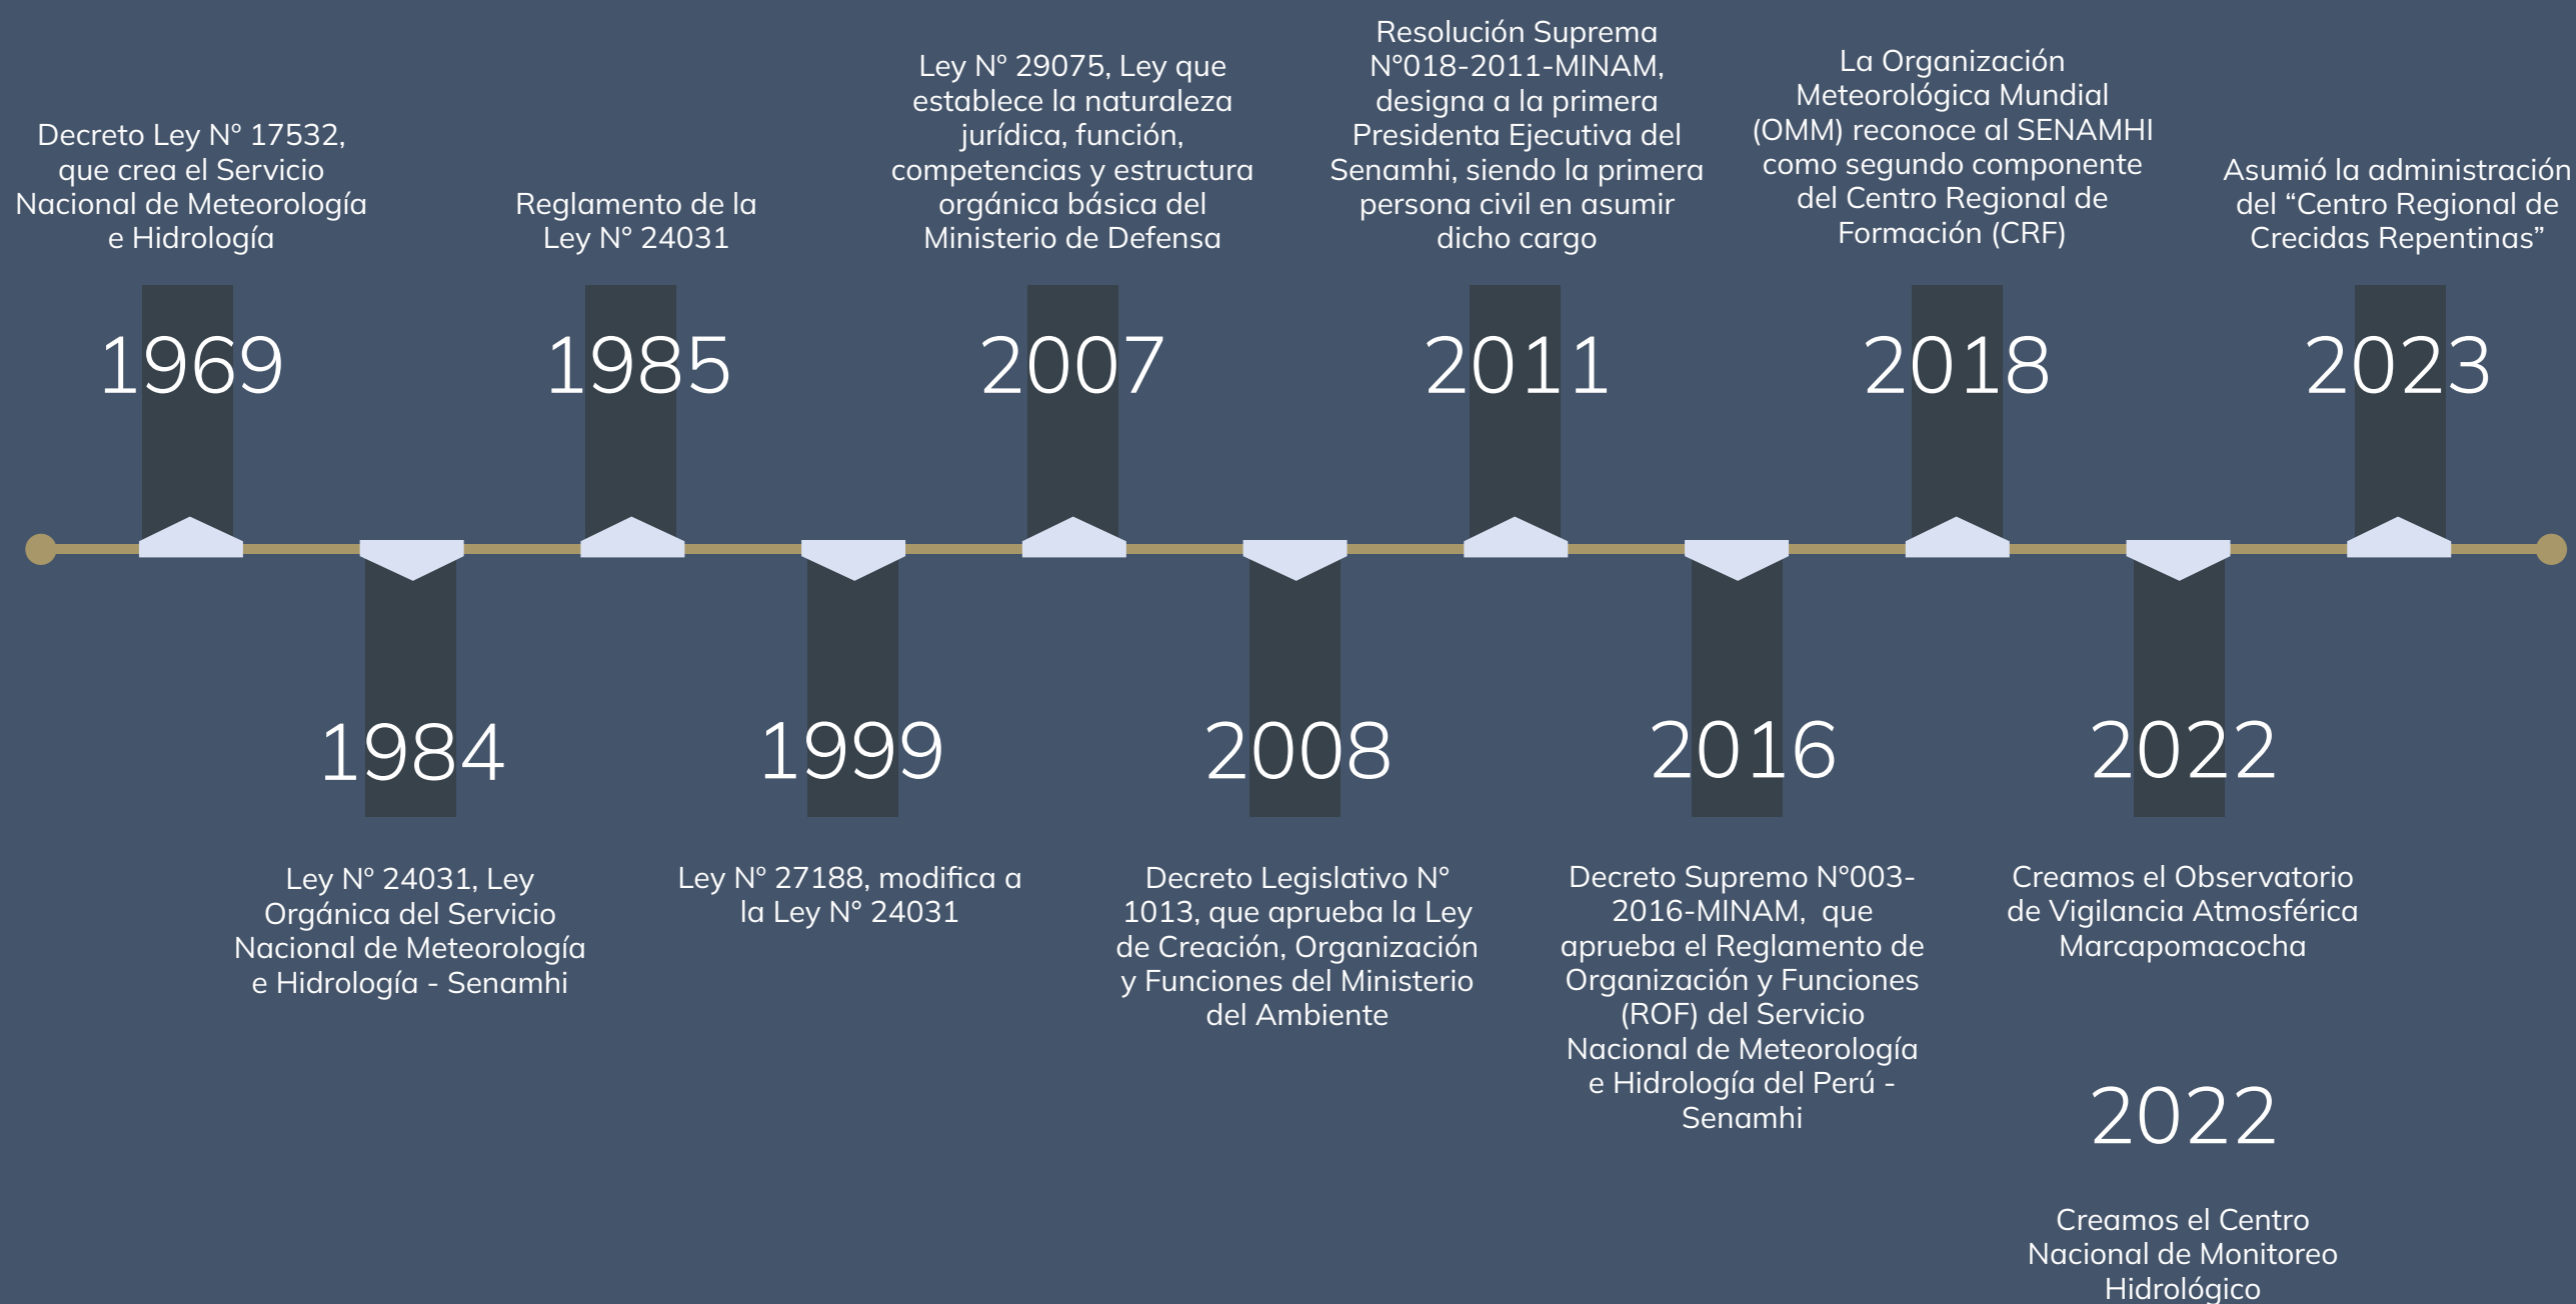 Decreto Ley N° 17532,
que crea el Servicio
Nacional de Meteorología
e Hidrología
1969
Ley N° 24031, Ley
Orgánica del Servicio
Nacional de Meteorología
e Hidrología - Senamhi
1984
Reglamento de la
Ley N° 24031
1985
1999
Ley N° 27188, modifica a
la Ley N° 24031
Ley N° 29075, Ley que
establece la naturaleza
jurídica, función,
competencias y estructura
orgánica básica del
Ministerio de Defensa
2007
2008
Decreto Legislativo N°
1013, que aprueba la Ley
de Creación, Organización
y Funciones del Ministerio
del Ambiente
Resolución Suprema
N°018-2011-MINAM,
designa a la primera
Presidenta Ejecutiva del
Senamhi, siendo la primera
persona civil en asumir
dicho cargo
2011
2016
Decreto Supremo N°003-
2016-MINAM, que
aprueba el Reglamento de
Organización y Funciones
(ROF) del Servicio
Nacional de Meteorología
e Hidrología del Perú -
Senamhi
La Organización
Meteorológica Mundial
(OMM) reconoce al SENAMHI
como segundo componente
del Centro Regional de
Formación (CRF)
2018
2022
Creamos el Observatorio
de Vigilancia Atmosférica
Marcapomacocha
2022
Creamos el Centro
Nacional de Monitoreo
Hidrológico
Asumió la administración
del “Centro Regional de
Crecidas Repentinas”
2023